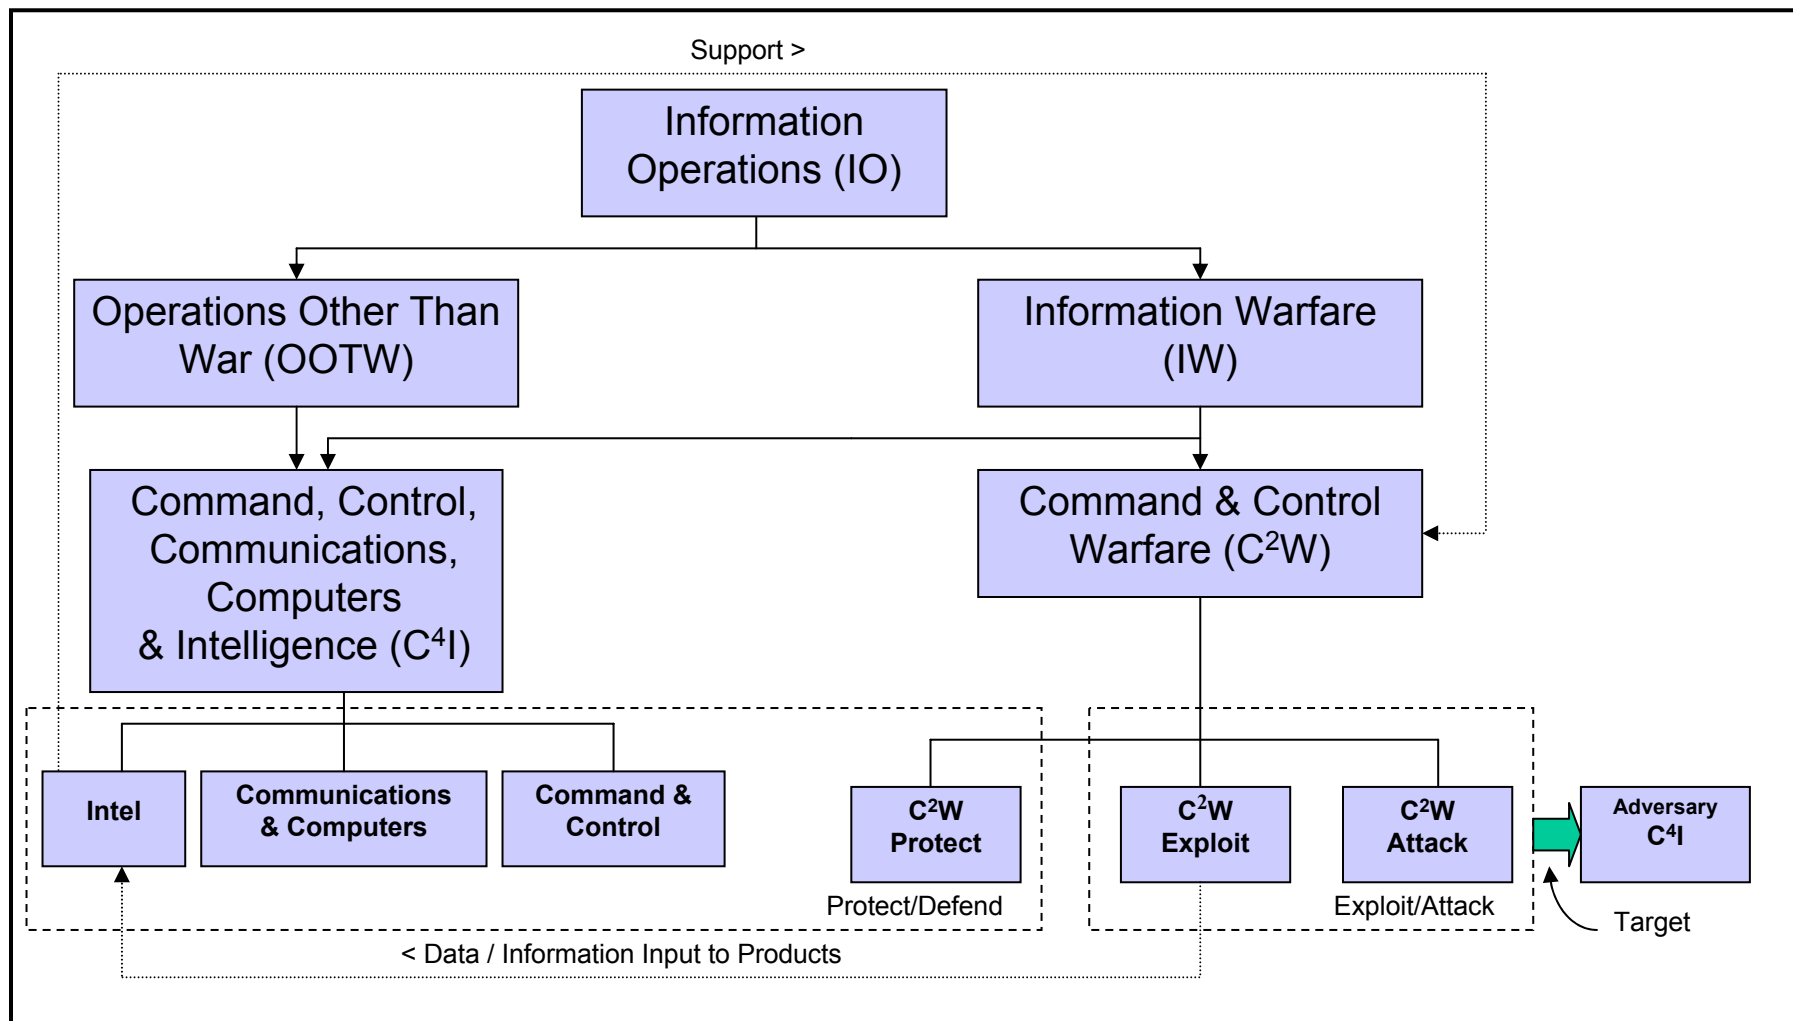 Support >
Information
Operations (IO)
Operations Other Than
War (OOTW)
Information Warfare
(IW)
Command, Control,
Communications,
Computers
& Intelligence (C⁴I)
Command & Control
Warfare (C²W)
Intel
Communications
& Computers
Command &
Control
C²W
Protect
C²W
Exploit
C²W
Attack
Adversary
C⁴I
Protect/Defend
Exploit/Attack
Target
< Data / Information Input to Products